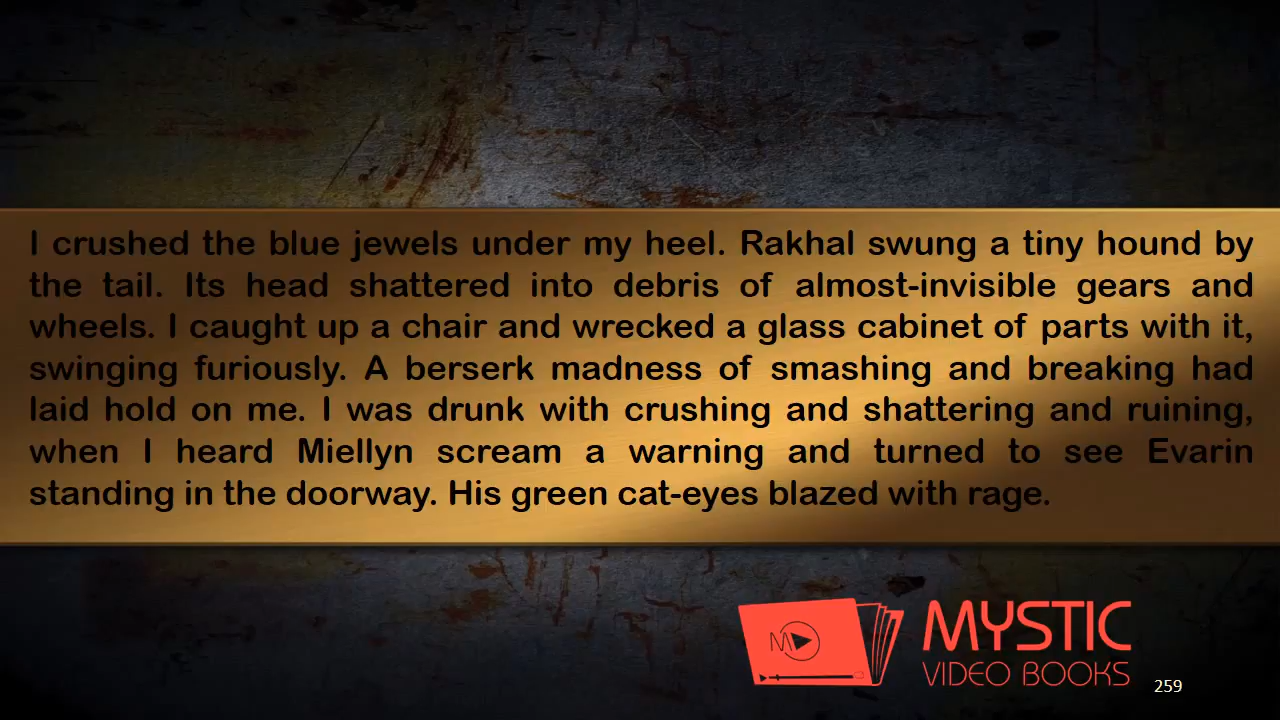 I crushed the blue jewels under my heel. Rakhal swung a tiny hound by
the tail. Its head shattered into debris of almost-invisible gears and
wheels. I caught up a chair and wrecked a glass cabinet of parts with it,
swinging furiously. A berserk madness of smashing and breaking had
laid hold on me. I was drunk with crushing and shattering and ruining,
when I heard Miellyn scream a warning and turned to see Evarin
standing in the doorway. His green cat-eyes blazed with rage.
M
MYSTIC
VIDEO BOOKS
259